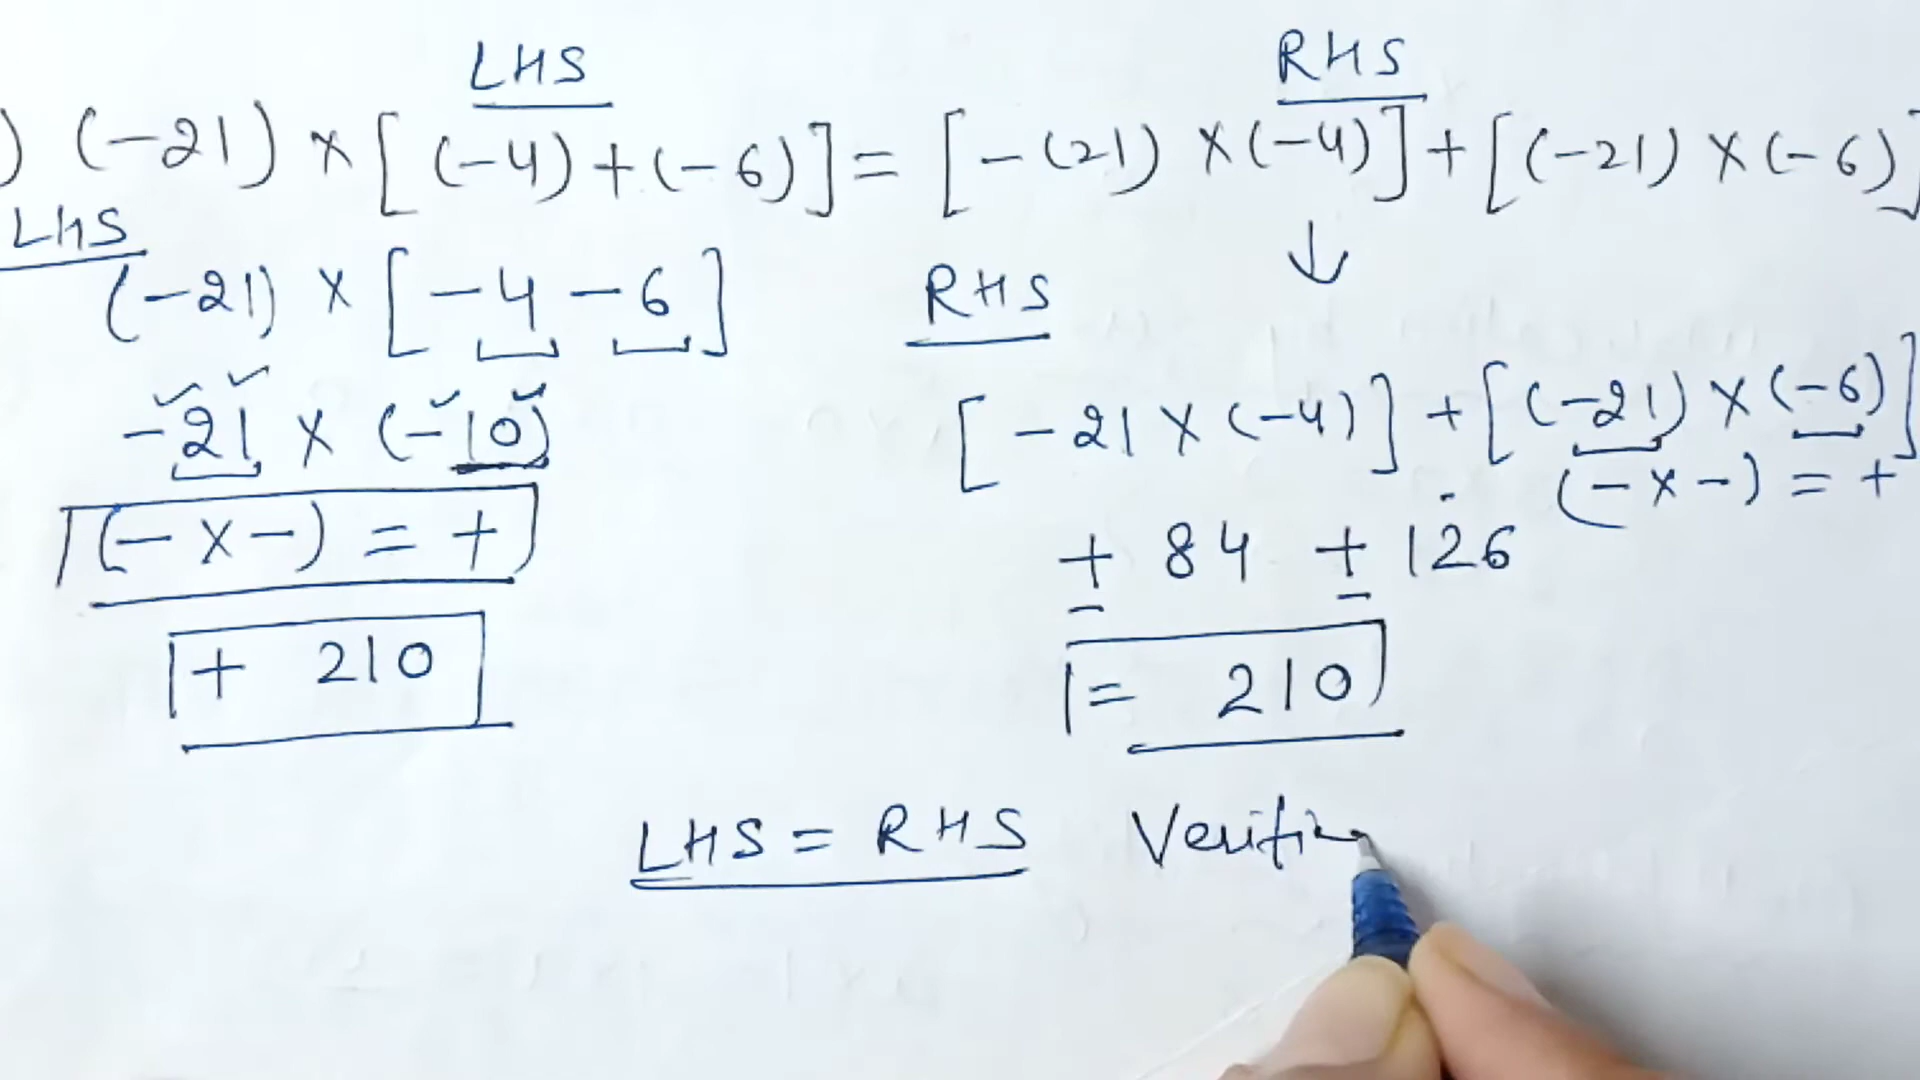 LHS RHS
) (-21) × [(-4)+(-6)] = [-(21) ×(-4)] + [(-21) ×(-6)]
LHS
(-21) × [-4 -6]
-21 × (-10)
(- × -) = +
+ 210
↓
RHS
[-21 × (-4)] + [(-21) × (-6)]
(- × -) = +
+ 84 + 126
= 210
LHS = RHS